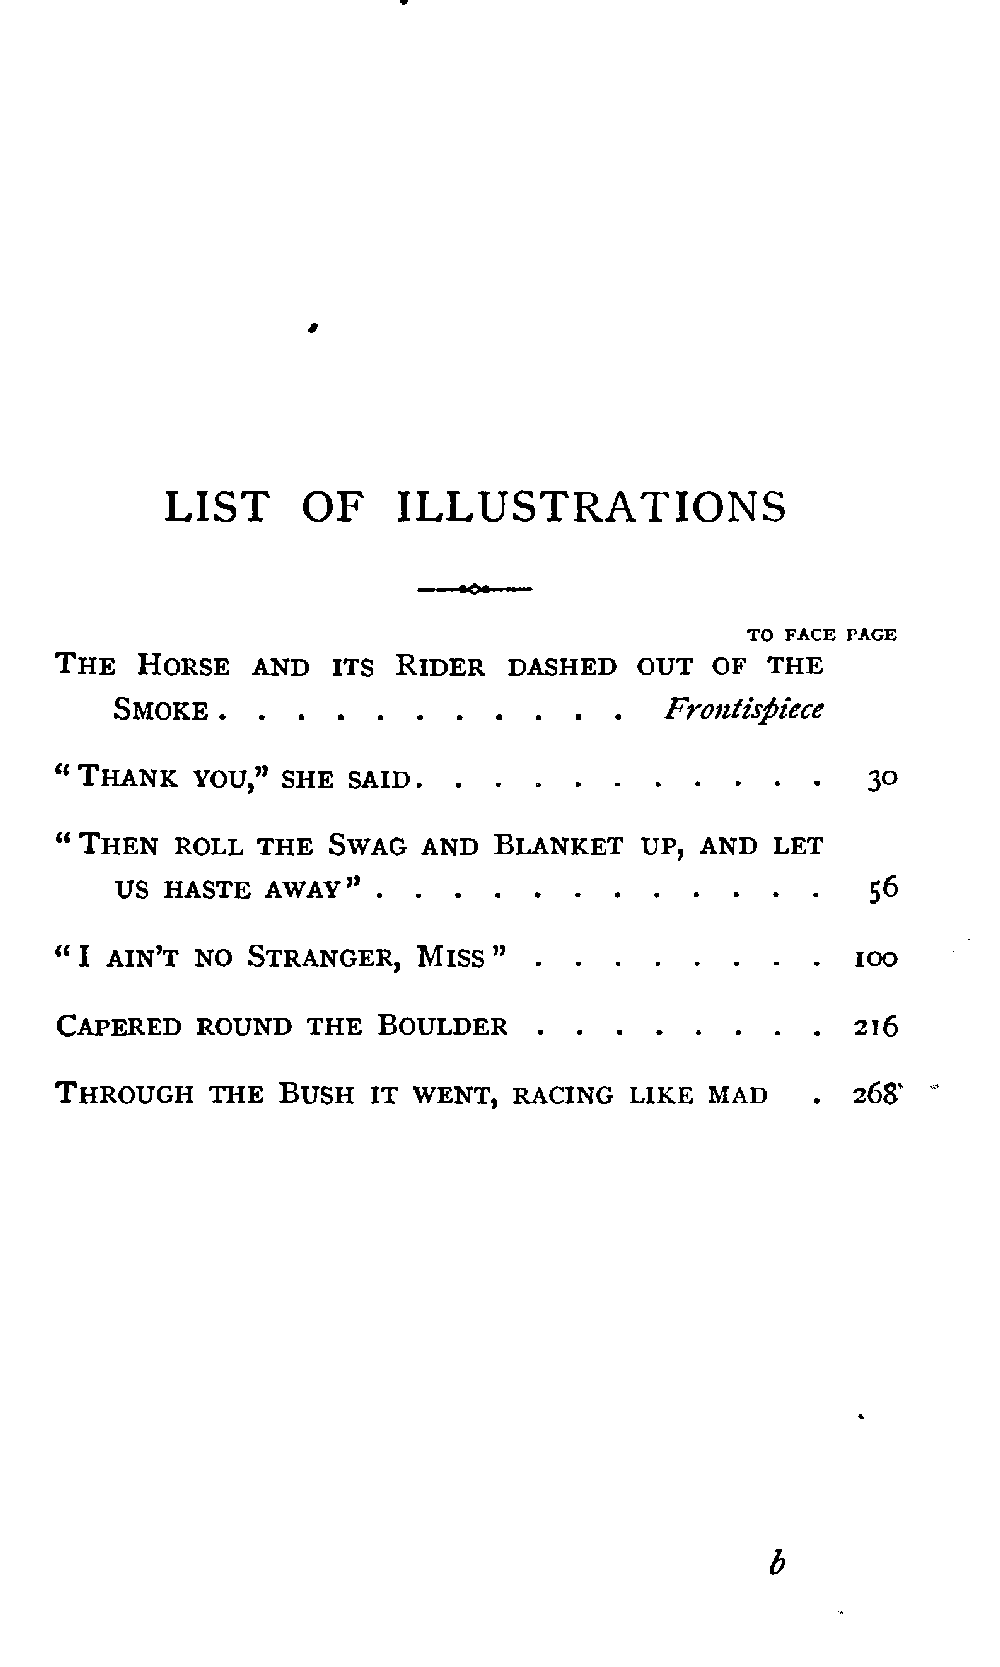 LIST OF ILLUSTRATIONS
TO FACE PAGE
THE HORSE AND ITS RIDER DASHED OUT OF THE
SMOKE . . . . . . . . . . . Frontispiece
“THANK YOU,” SHE SAID . . . . . . . . . . . 30
“THEN ROLL THE SWAG AND BLANKET UP, AND LET
US HASTE AWAY” . . . . . . . . . . . . 56
“I AIN'T NO STRANGER, MISS” . . . . . . . . 100
CAPERED ROUND THE BOULDER . . . . . . . . 216
THROUGH THE BUSH IT WENT, RACING LIKE MAD . 268
b